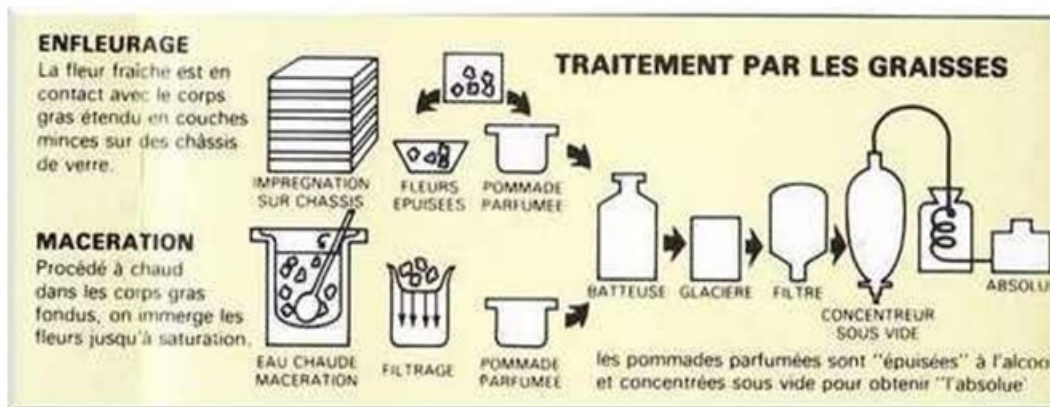 ENFLEURAGE
La fleur fraîche est en
contact avec le corps
gras étendu en couches
minces sur des châssis
de verre.
TRAITEMENT PAR LES GRAISSES
IMPREGNATION
SUR CHASSIS
FLEURS
EPUISEES
POMMADE
PARFUMEE
MACERATION
Procédé à chaud
dans les corps gras
fondus, on immerge les
fleurs jusqu'à saturation.
EAU CHAUDE
MACERATION
FILTRAGE
POMMADE
PARFUMEE
BATTEUSE
GLACIERE
FILTRE
CONCENTREUR
SOUS VIDE
ABSOLUE
les pommades parfumées sont "épuisées" à l'alcoo
et concentrées sous vide pour obtenir "l'absolue"